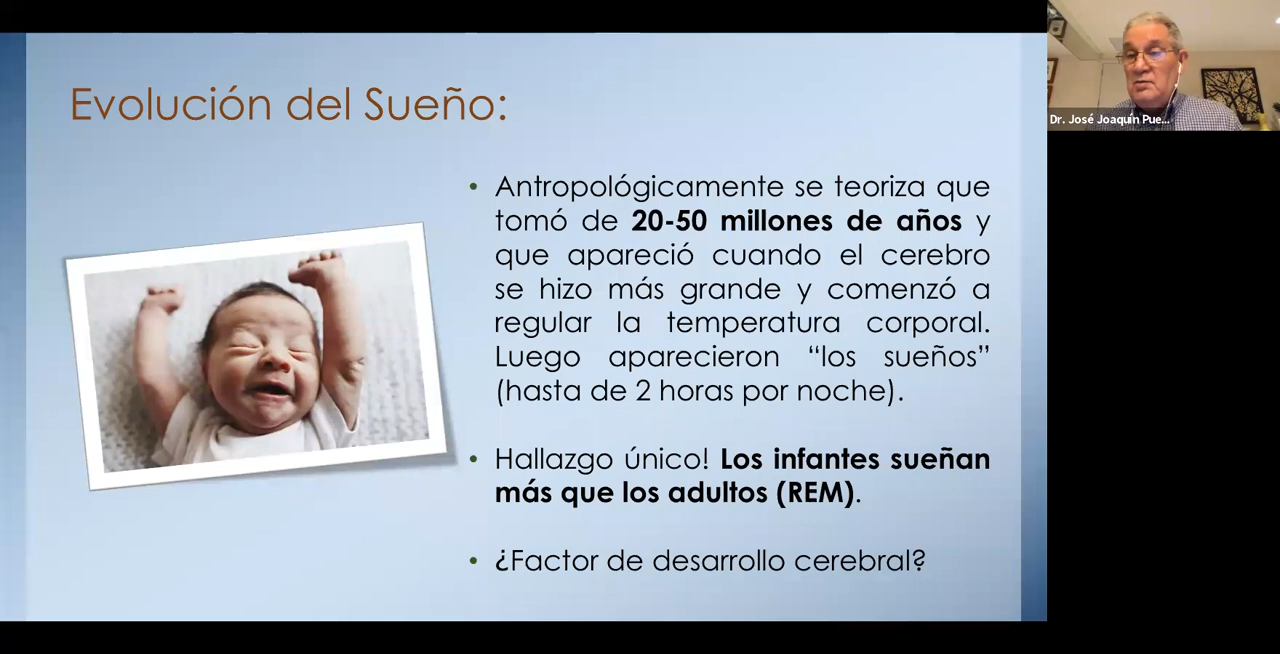 Evolución del Sueño:
• Antropológicamente se teoriza que
tomó de 20-50 millones de años y
que apareció cuando el cerebro
se hizo más grande y comenzó a
regular la temperatura corporal.
Luego aparecieron “los sueños”
(hasta de 2 horas por noche).
• Hallazgo único! Los infantes sueñan
más que los adultos (REM).
• ¿Factor de desarrollo cerebral?
Dr. José Joaquín Pue...